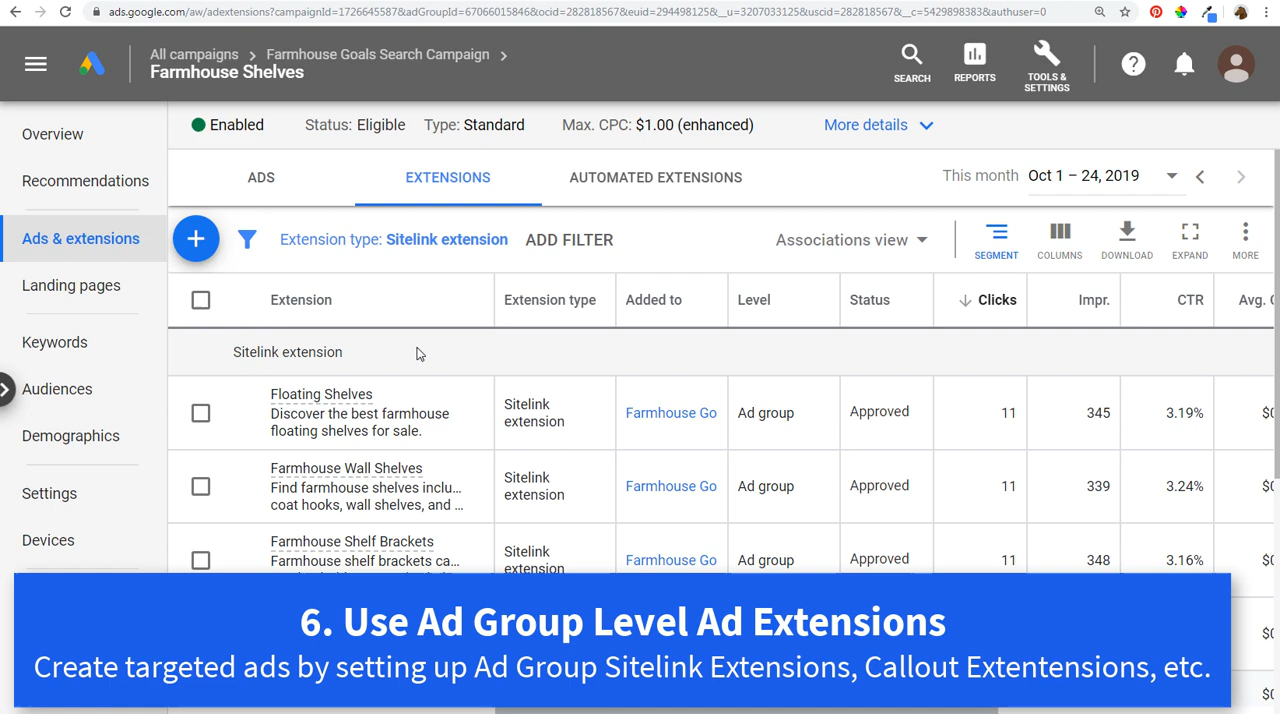 ads.google.com/aw/adextensions?campaignId=1726645587&adGroupId=67066015846&ocid=282818567&euid=294498125&__u=3207033125&uscid=282818567&__c=5429898383&authuser=0
All campaigns > Farmhouse Goals Search Campaign >
Farmhouse Shelves
SEARCH
REPORTS
TOOLS &
SETTINGS
Overview
Recommendations
Ads & extensions
Landing pages
Keywords
Audiences
Demographics
Settings
Devices
Enabled Status: Eligible Type: Standard Max. CPC: $1.00 (enhanced) More details
ADS EXTENSIONS AUTOMATED EXTENSIONS This month Oct 1 – 24, 2019
Extension type: Sitelink extension ADD FILTER Associations view
SEGMENT COLUMNS DOWNLOAD EXPAND MORE
Extension Extension type Added to Level Status Clicks Impr. CTR Avg. C
Sitelink extension
Floating Shelves
Discover the best farmhouse
floating shelves for sale.
Sitelink
extension
Farmhouse Go Ad group Approved 11 345 3.19% $0
Farmhouse Wall Shelves
Find farmhouse shelves inclu...
coat hooks, wall shelves, and ...
Sitelink
extension
Farmhouse Go Ad group Approved 11 339 3.24% $0
Farmhouse Shelf Brackets
Farmhouse shelf brackets ca...
Sitelink
extension
Farmhouse Go Ad group Approved 11 348 3.16% $0
$0
$0
6. Use Ad Group Level Ad Extensions
Create targeted ads by setting up Ad Group Sitelink Extensions, Callout Extentensions, etc.